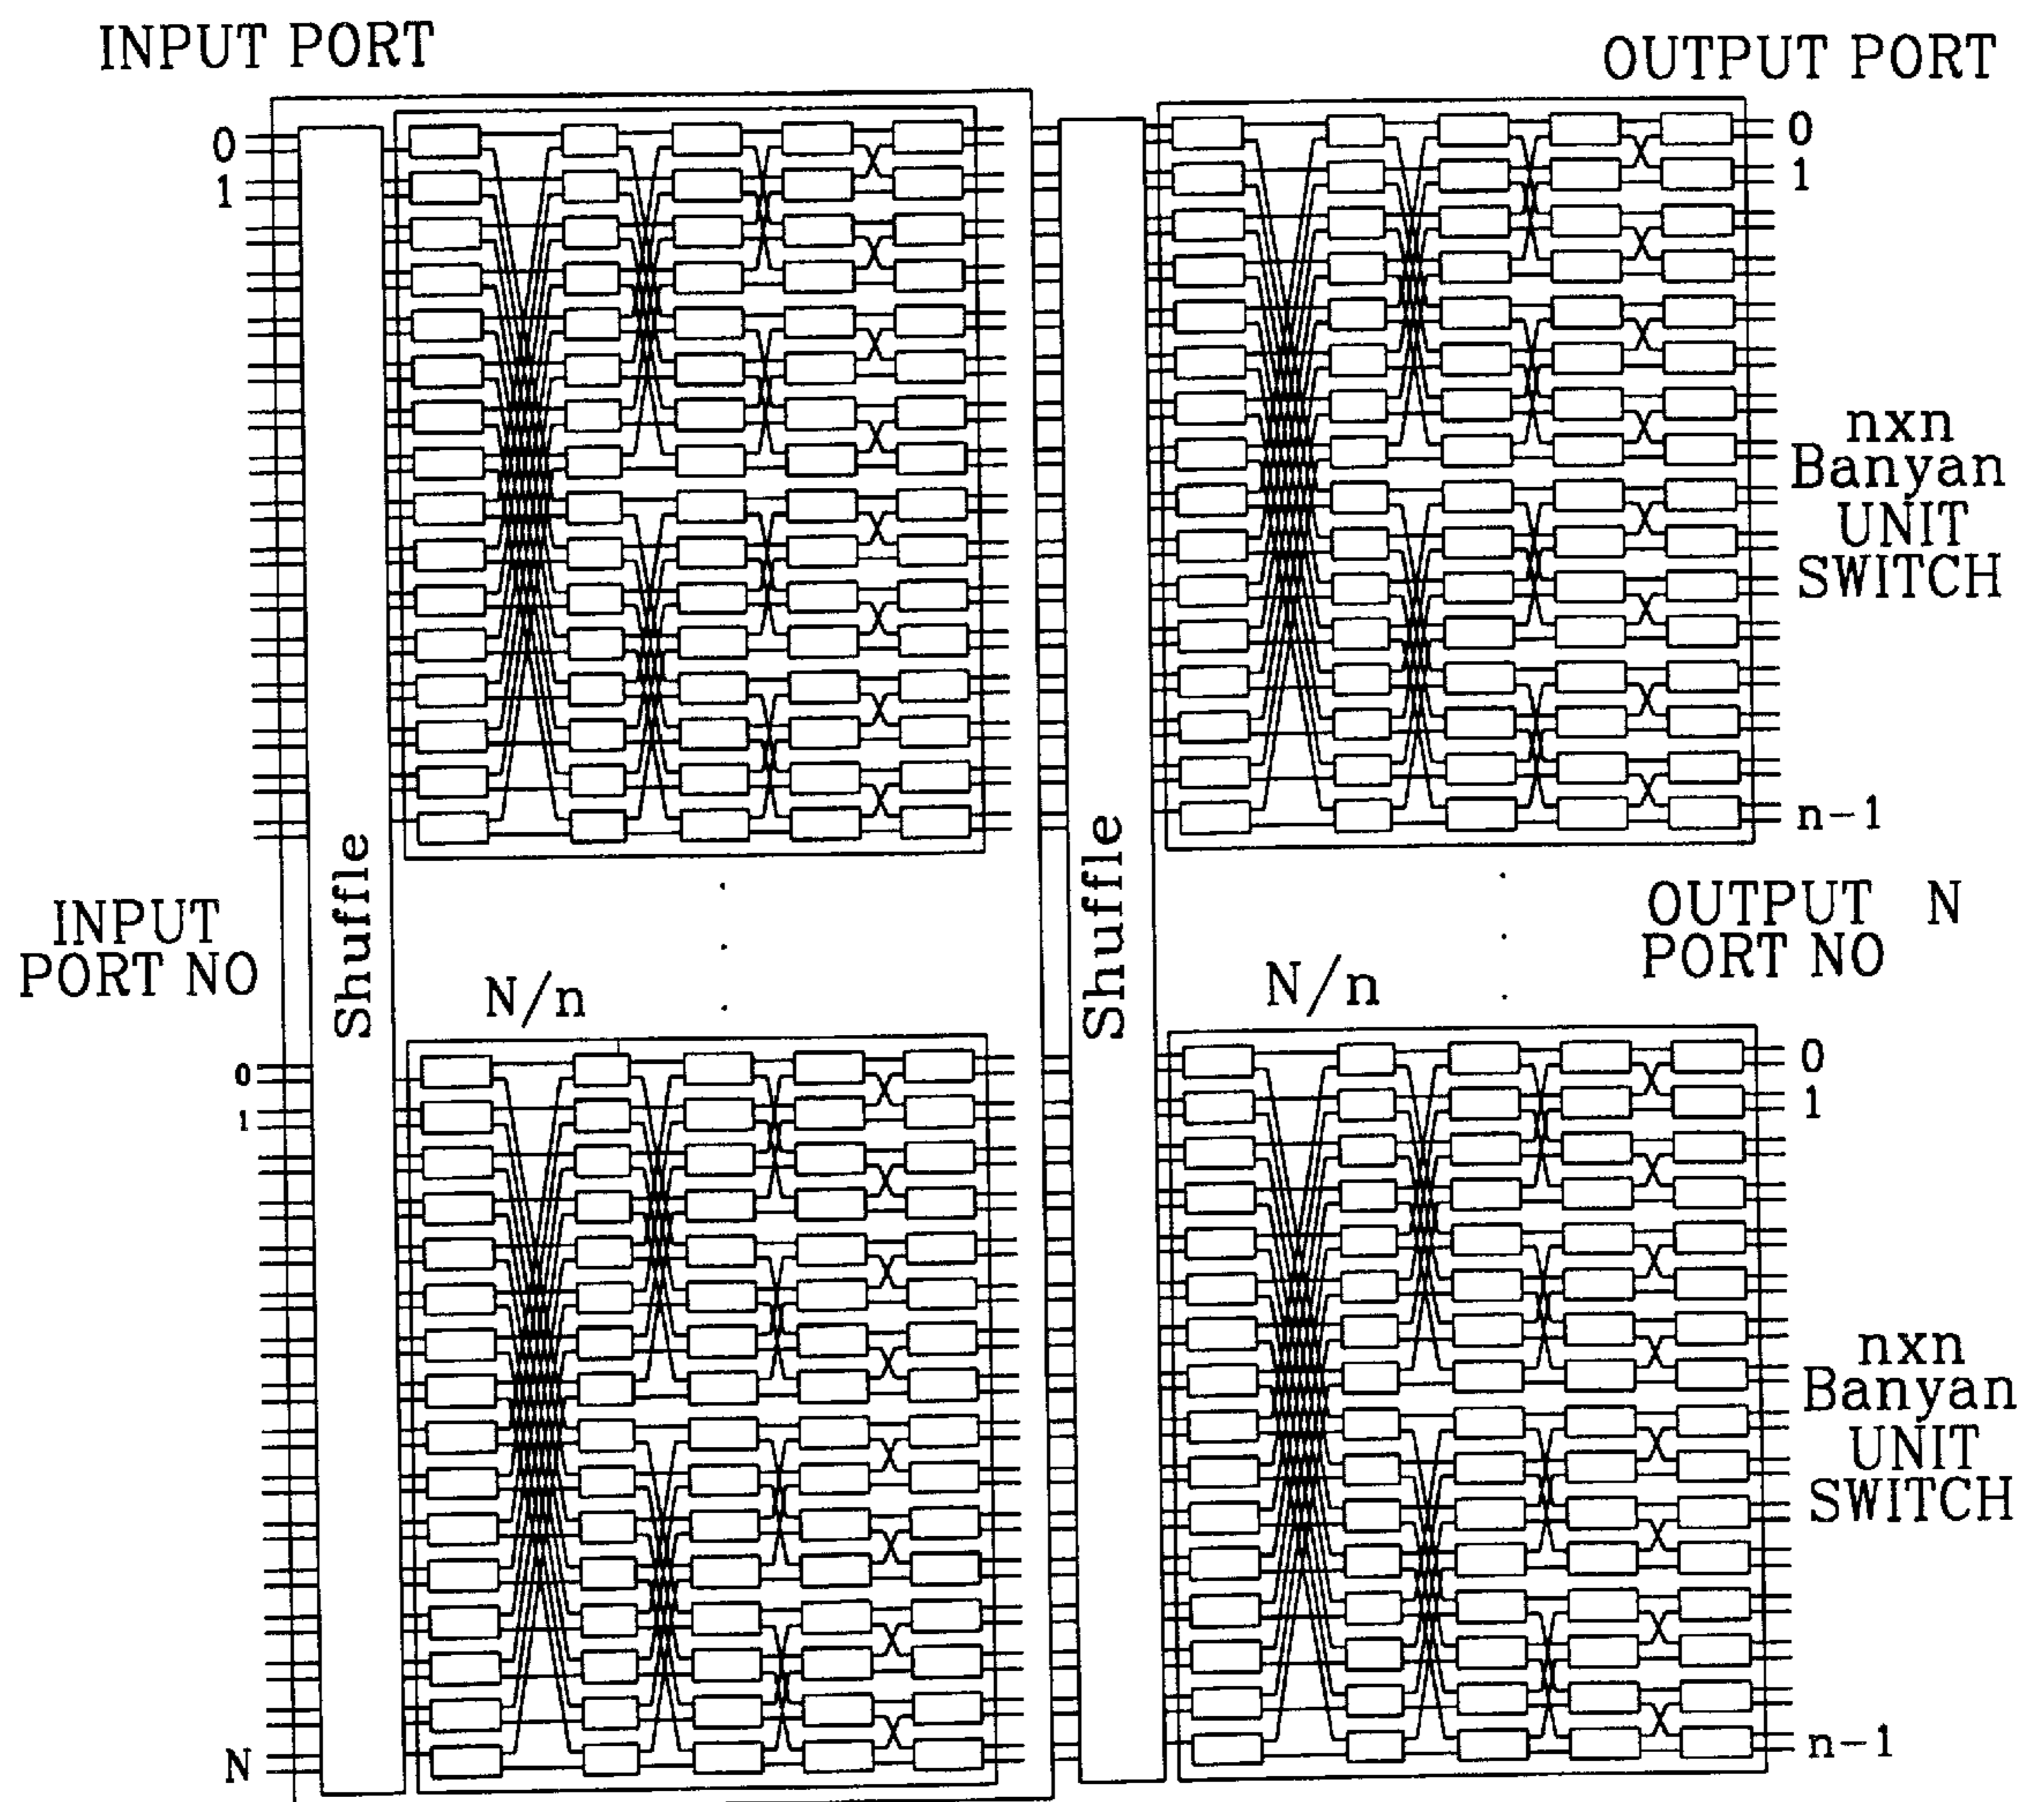 INPUT PORT
OUTPUT PORT
0
1
0
1
nxn
Banyan
UNIT
SWITCH
n-1
Shuffle
Shuffle
INPUT
PORT NO
N/n
N/n
OUTPUT N
PORT NO
0
1
0
1
nxn
Banyan
UNIT
SWITCH
N
n-1